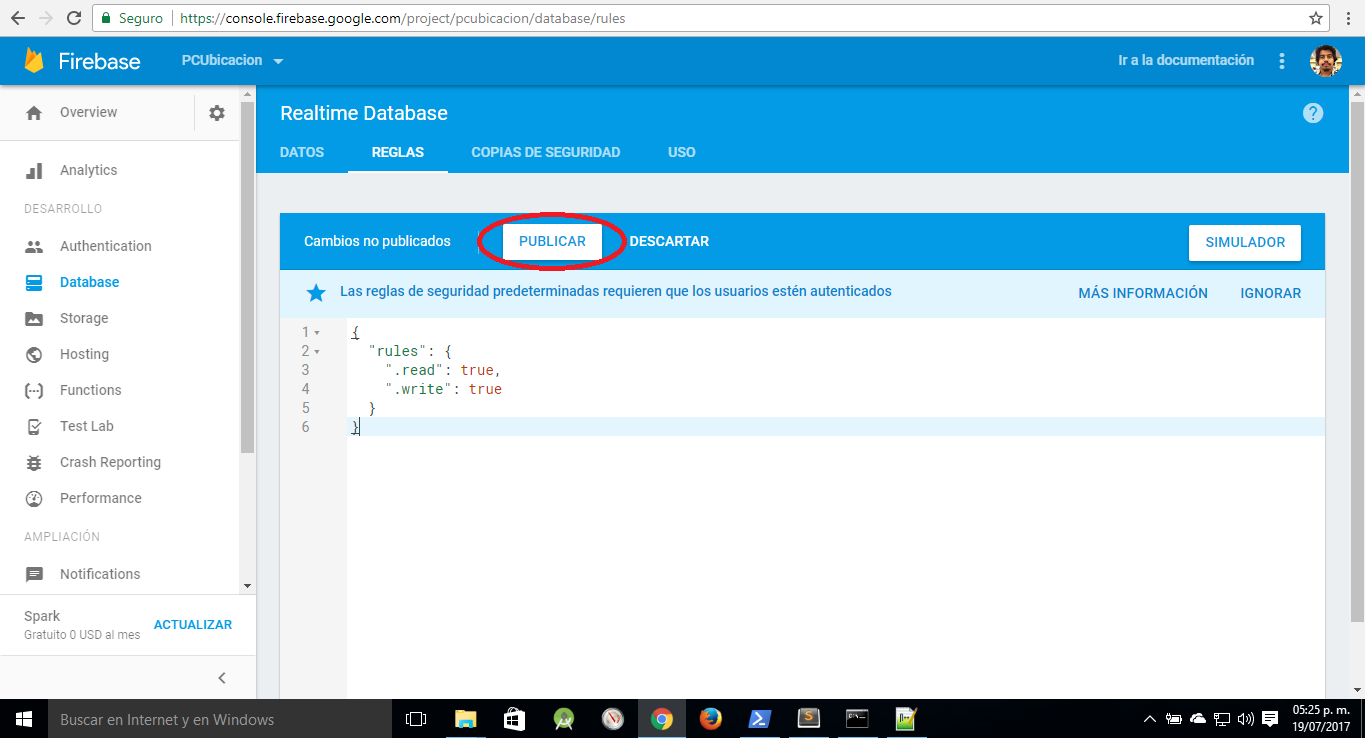 Seguro
https://console.firebase.google.com/project/pcubicacion/database/rules
Firebase
PCUbicacion
Ir a la documentación
Overview
Analytics
DESARROLLO
Authentication
Database
Storage
Hosting
Functions
Test Lab
Crash Reporting
Performance
AMPLIACIÓN
Notifications
Spark
Gratuito 0 USD al mes
ACTUALIZAR
Realtime Database
?
DATOS REGLAS COPIAS DE SEGURIDAD USO
Cambios no publicados PUBLICAR DESCARTAR SIMULADOR
Las reglas de seguridad predeterminadas requieren que los usuarios estén autenticados MÁS INFORMACIÓN IGNORAR
1 {
2 "rules": {
3 ".read": true,
4 ".write": true
5 }
6 }
Buscar en Internet y en Windows
05:25 p. m.
19/07/2017